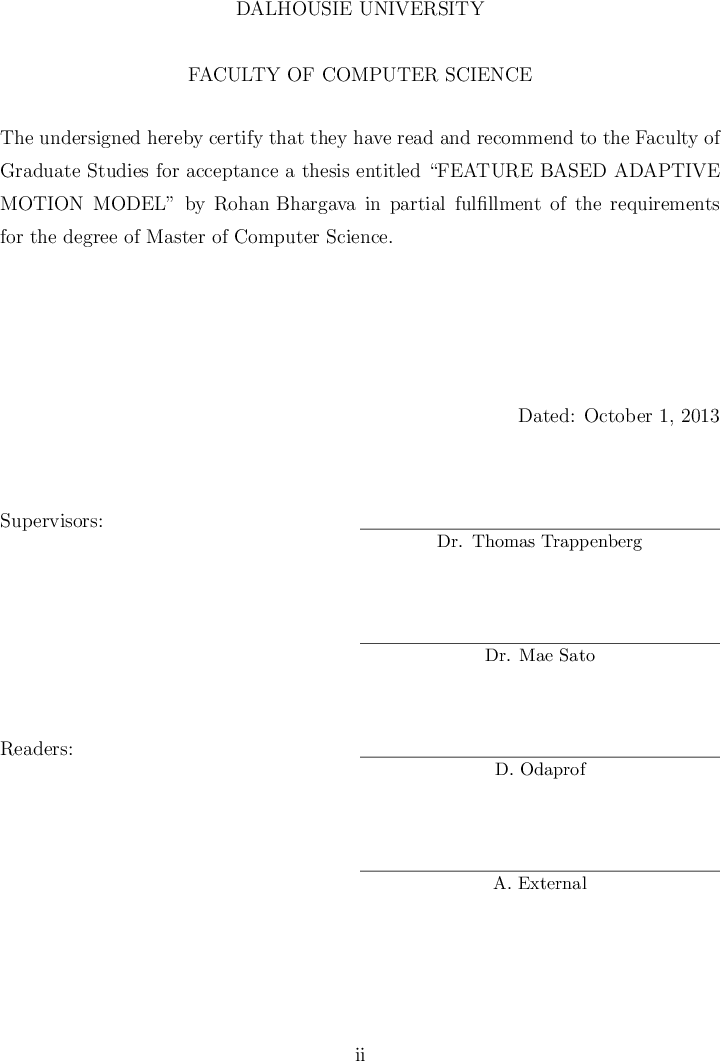 DALHOUSIE UNIVERSITY
FACULTY OF COMPUTER SCIENCE
The undersigned hereby certify that they have read and recommend to the Faculty of
Graduate Studies for acceptance a thesis entitled “FEATURE BASED ADAPTIVE
MOTION MODEL” by Rohan Bhargava in partial fulfillment of the requirements
for the degree of Master of Computer Science.
Dated: October 1, 2013
Supervisors:
Dr. Thomas Trappenberg
Dr. Mae Sato
Readers:
D. Odaprof
A. External
ii